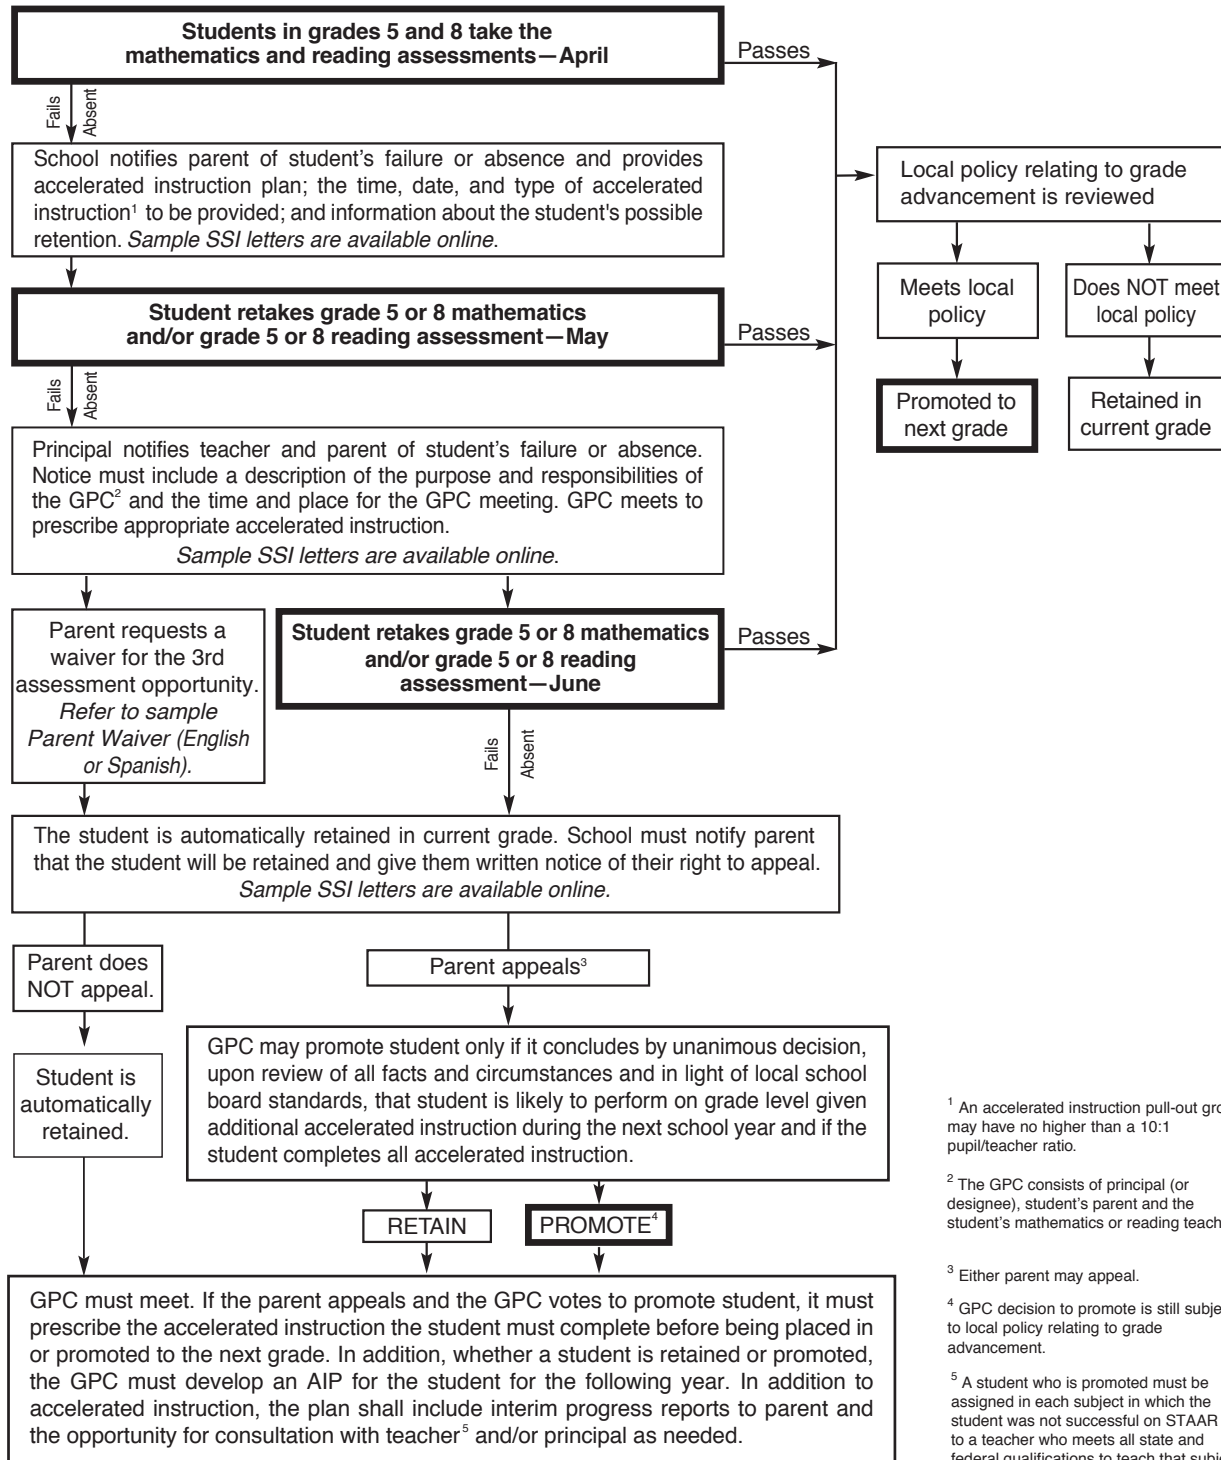 Students in grades 5 and 8 take the
mathematics and reading assessments—April
Passes
Fails
Absent
School notifies parent of student’s failure or absence and provides
accelerated instruction plan; the time, date, and type of accelerated
instruction¹ to be provided; and information about the student's possible
retention. Sample SSI letters are available online.
Local policy relating to grade
advancement is reviewed
Meets local
policy
Does NOT meet
local policy
Promoted to
next grade
Retained in
current grade
Student retakes grade 5 or 8 mathematics
and/or grade 5 or 8 reading assessment—May
Passes
Fails
Absent
Principal notifies teacher and parent of student’s failure or absence.
Notice must include a description of the purpose and responsibilities of
the GPC² and the time and place for the GPC meeting. GPC meets to
prescribe appropriate accelerated instruction.
Sample SSI letters are available online.
Parent requests a
waiver for the 3rd
assessment opportunity.
Refer to sample
Parent Waiver (English
or Spanish).
Student retakes grade 5 or 8 mathematics
and/or grade 5 or 8 reading
assessment—June
Passes
Fails
Absent
The student is automatically retained in current grade. School must notify parent
that the student will be retained and give them written notice of their right to appeal.
Sample SSI letters are available online.
Parent does
NOT appeal.
Parent appeals³
Student is
automatically
retained.
GPC may promote student only if it concludes by unanimous decision,
upon review of all facts and circumstances and in light of local school
board standards, that student is likely to perform on grade level given
additional accelerated instruction during the next school year and if the
student completes all accelerated instruction.
RETAIN
PROMOTE⁴
GPC must meet. If the parent appeals and the GPC votes to promote student, it must
prescribe the accelerated instruction the student must complete before being placed in
or promoted to the next grade. In addition, whether a student is retained or promoted,
the GPC must develop an AIP for the student for the following year. In addition to
accelerated instruction, the plan shall include interim progress reports to parent and
the opportunity for consultation with teacher⁵ and/or principal as needed.
¹ An accelerated instruction pull-out
may have no higher than a 10:1
pupil/teacher ratio.
² The GPC consists of principal (or
designee), student’s parent and the
student’s mathematics or reading
³ Either parent may appeal.
⁴ GPC decision to promote is still
to local policy relating to grade
advancement.
⁵ A student who is promoted must be
assigned in each subject in which the
student was not successful on STAAR
to a teacher who meets all state and
federal qualifications to teach that